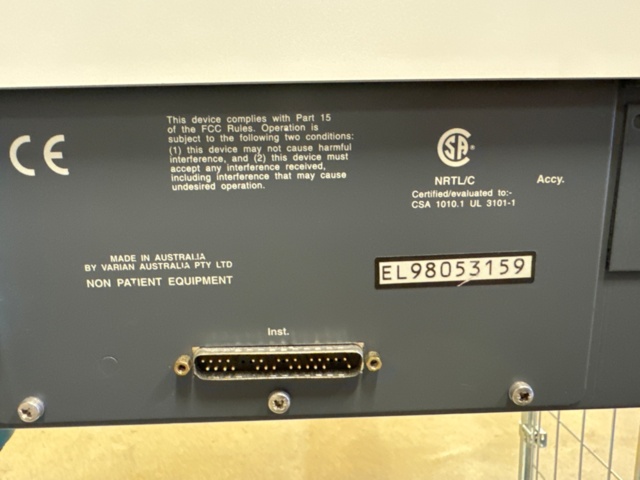 CE
This device complies with Part 15
of the FCC Rules. Operation is
subject to the following two conditions:
(1) this device may not cause harmful
interference, and (2) this device must
accept any interference received,
including interference that may cause
undesired operation.
SA
NRTL/C
Accy.
Certified/evaluated to:-
CSA 1010.1 UL 3101-1
MADE IN AUSTRALIA
BY VARIAN AUSTRALIA PTY LTD
NON PATIENT EQUIPMENT
EL98053159
Inst.